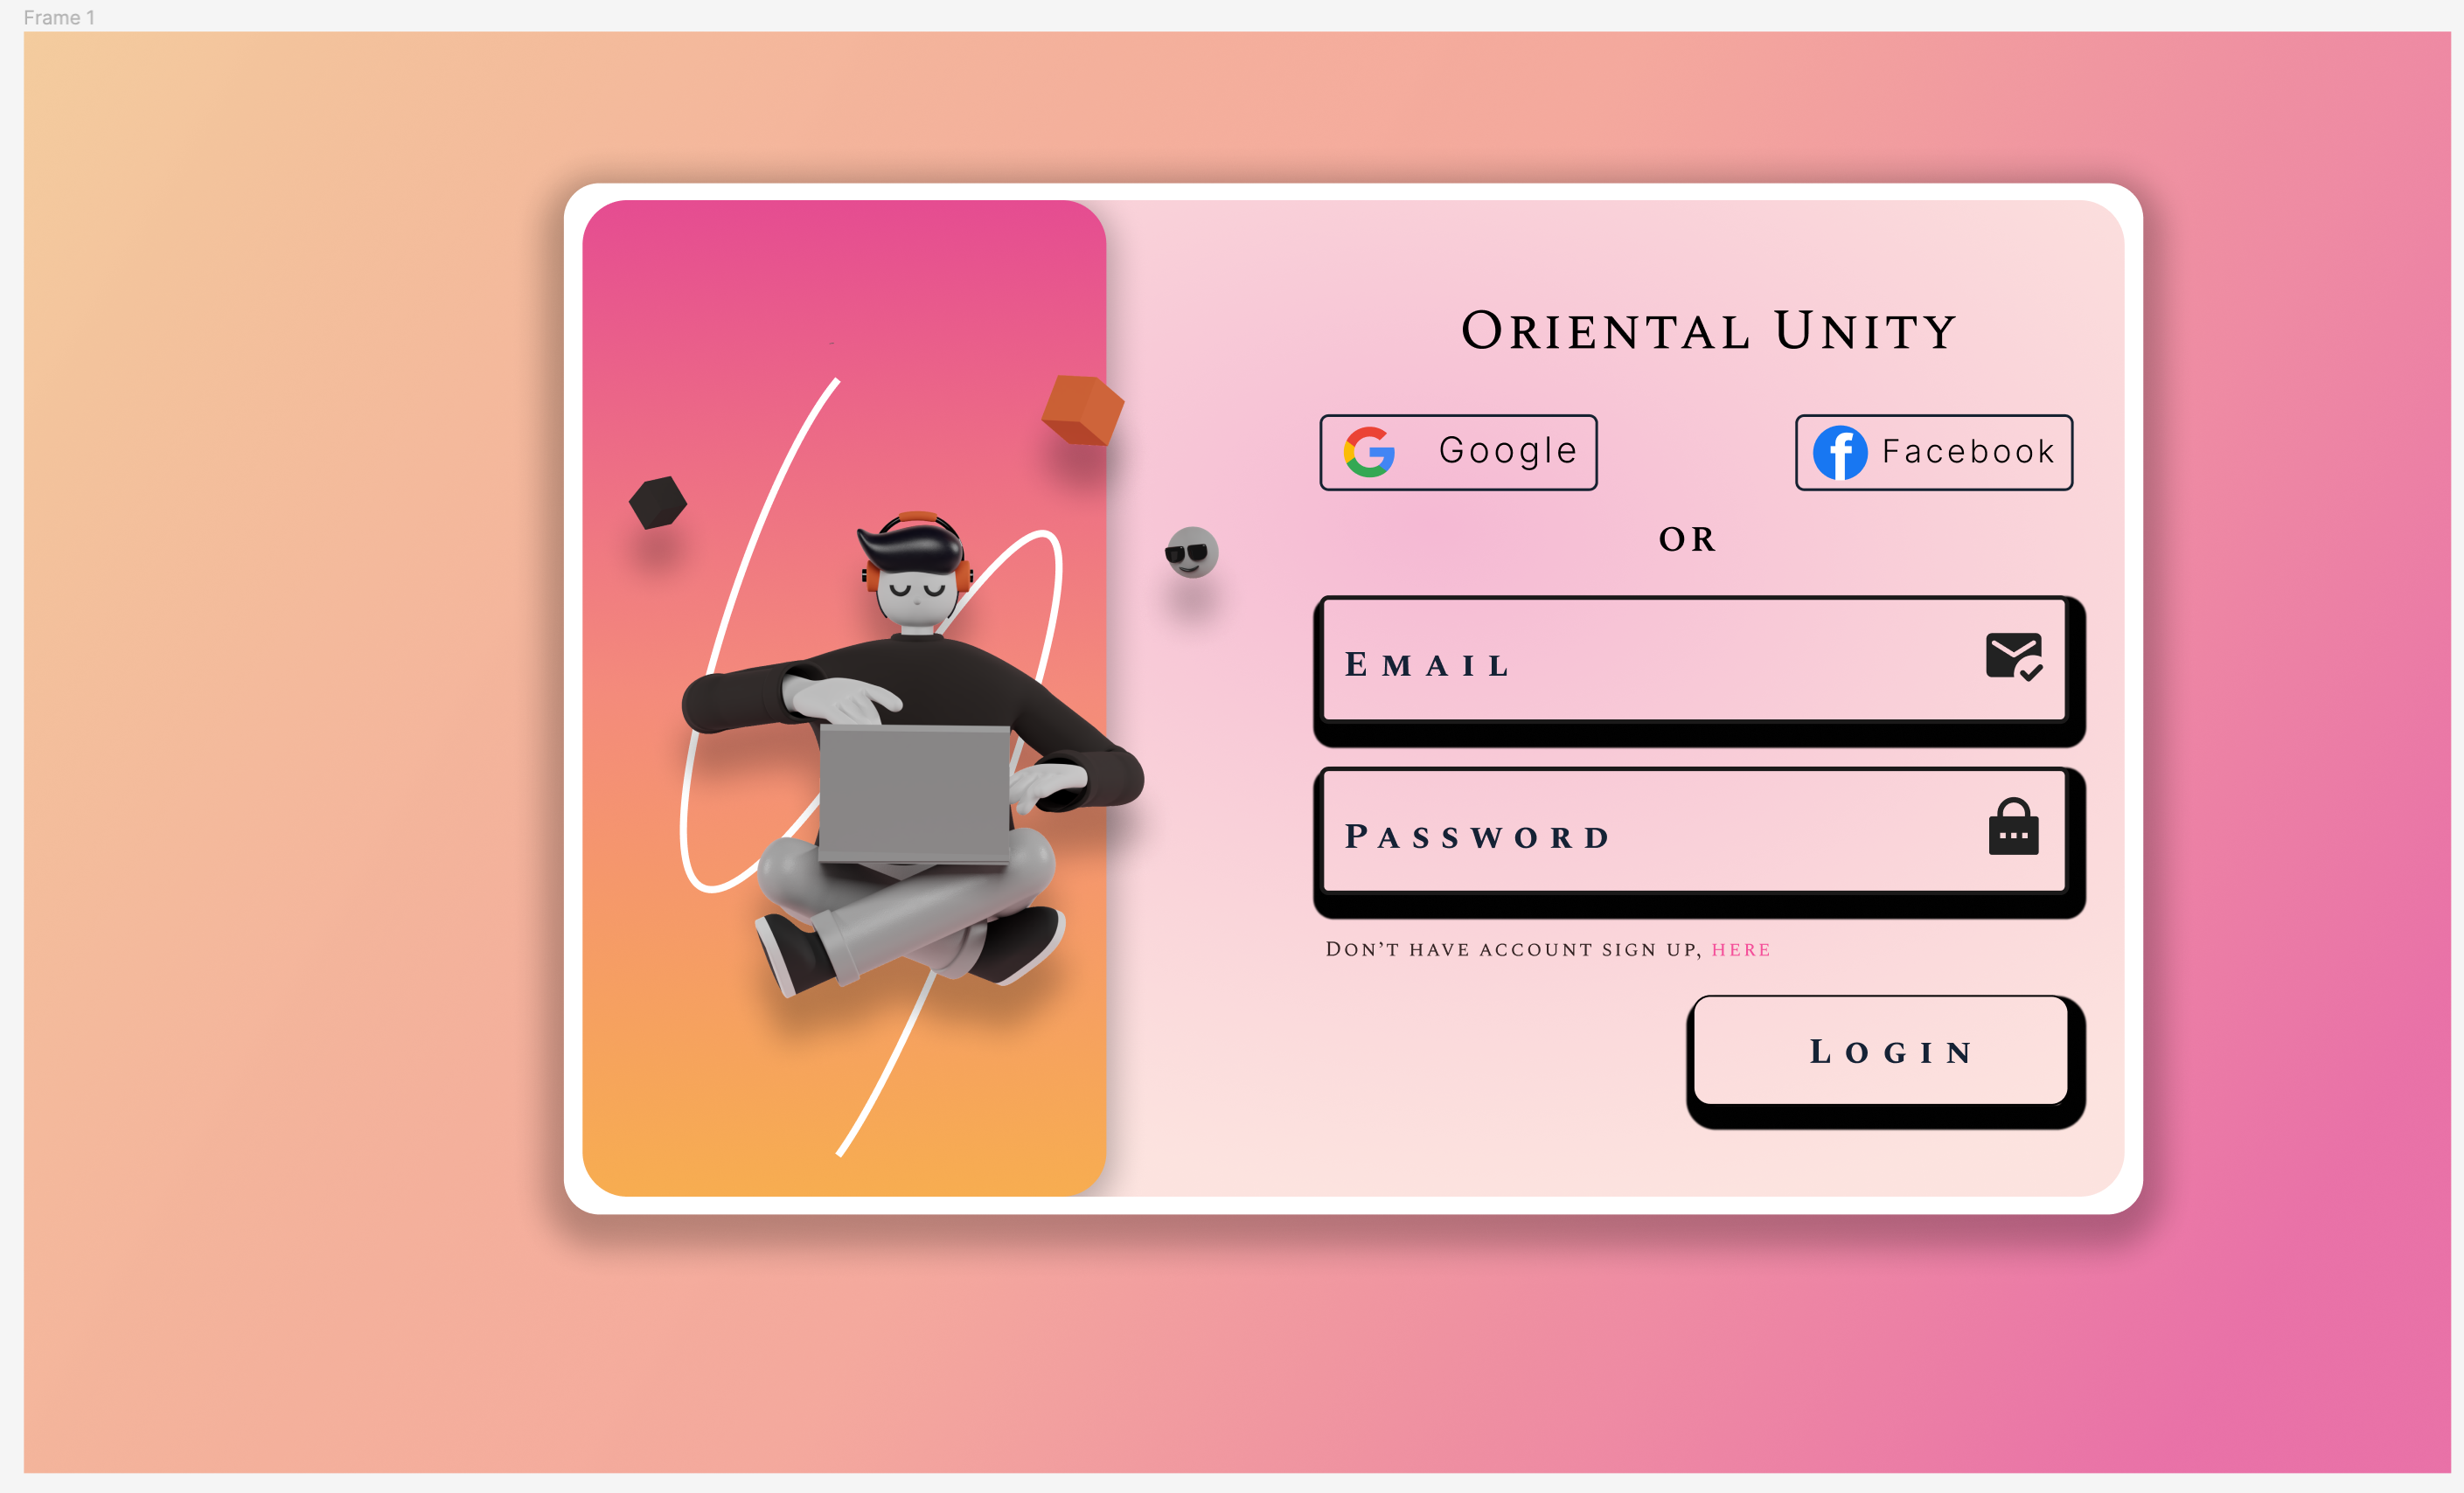 Frame 1
Oriental Unity
Google
Facebook
OR
Email
Password
Don't have account sign up, here
Login